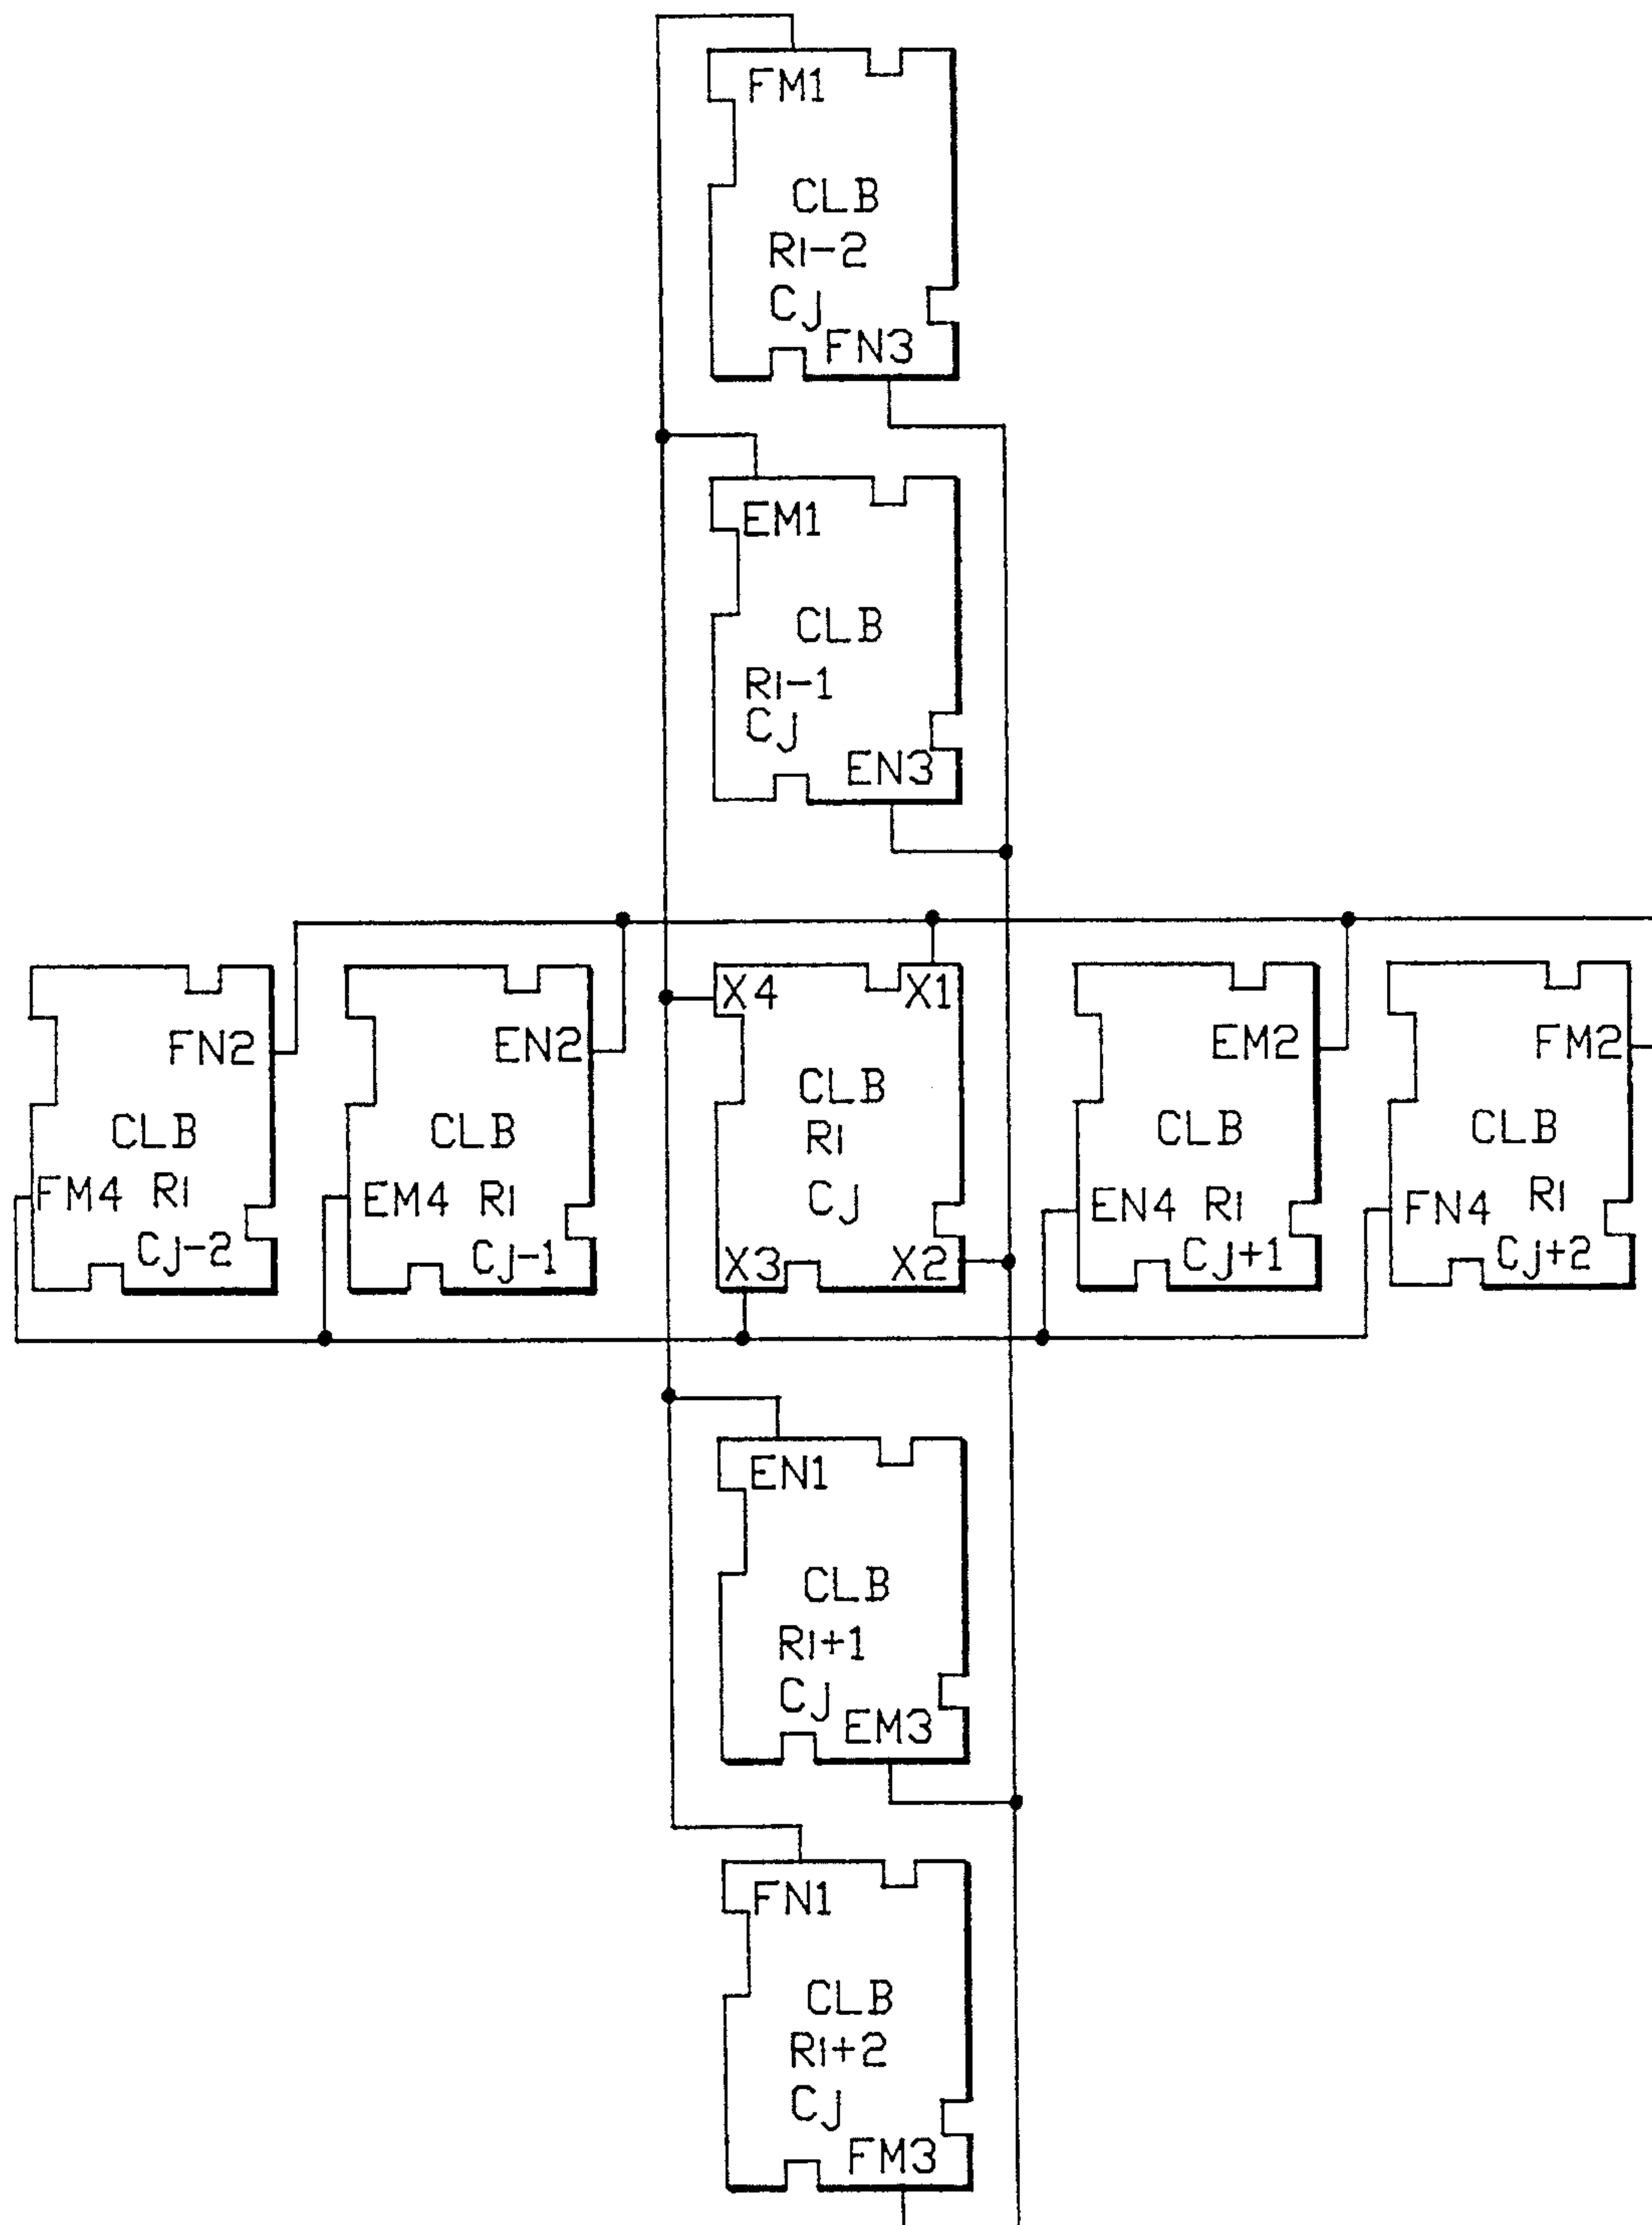 FM1
CLB
Ri-2
Cj
FN3
EM1
CLB
Ri-1
Cj
EN3
FN2
CLB
FM4 Ri
Cj-2
EN2
CLB
EM4 Ri
Cj-1
X4 X1
CLB
Ri
Cj
X3 X2
EM2
CLB
EN4 Ri
Cj+1
FM2
CLB
FN4 Ri
Cj+2
EN1
CLB
Ri+1
Cj
EM3
FN1
CLB
Ri+2
Cj
FM3